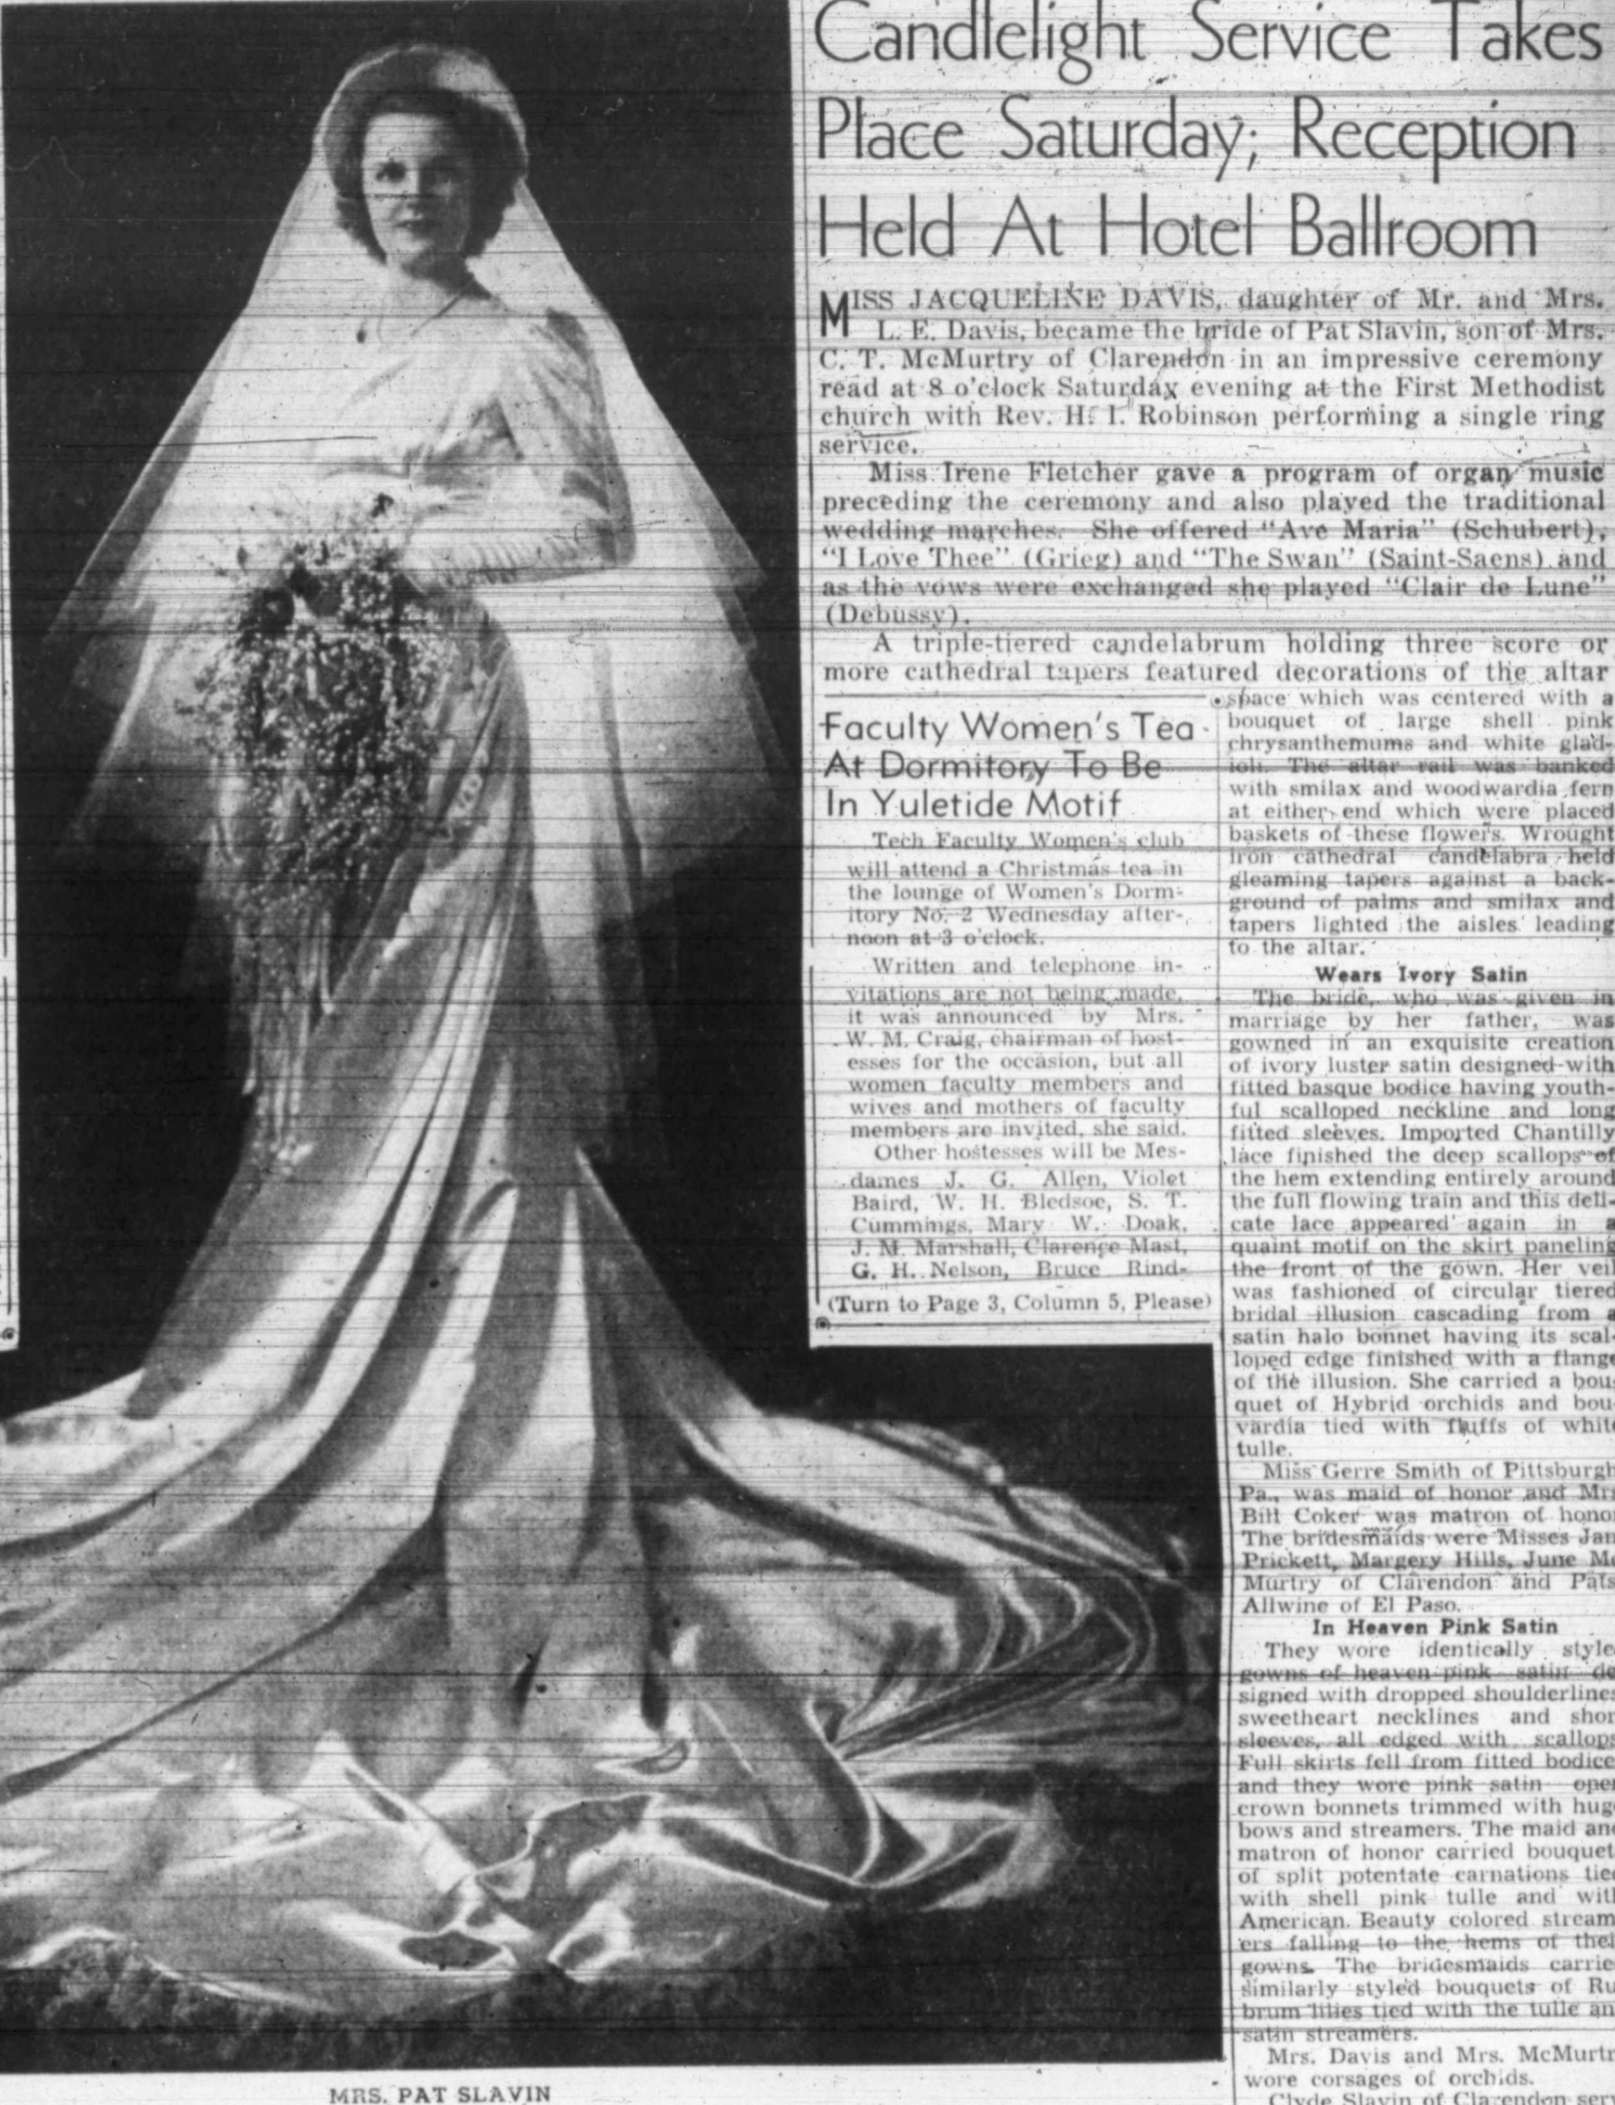 Candlelight Service Takes
Place Saturday; Reception
Held At Hotel Ballroom
MISS JACQUELINE DAVIS, daughter of Mr. and Mrs.
L. E. Davis, became the bride of Pat Slavin, son of Mrs.
C. T. McMurtry of Clarendon in an impressive ceremony
read at 8 o'clock Saturday evening at the First Methodist
church with Rev. H. I. Robinson performing a single ring
service.
Miss Irene Fletcher gave a program of organ music
preceding the ceremony and also played the traditional
wedding marches. She offered "Ave Maria" (Schubert),
"I Love Thee" (Grieg) and "The Swan" (Saint-Saens) and
as the vows were exchanged she played "Clair de Lune"
(Debussy).
A triple-tiered candelabrum holding three score or
more cathedral tapers featured decorations of the altar
space which was centered with a
bouquet of large shell pink
chrysanthemums and white glad-
ioli. The altar rail was banked
with smilax and woodwardia fern
at either end which were placed
baskets of these flowers. Wrought
iron cathedral candelabra held
gleaming tapers against a back-
ground of palms and smilax and
tapers lighted the aisles leading
to the altar.
Wears Ivory Satin
The bride, who was given in
marriage by her father, was
gowned in an exquisite creation
of ivory luster satin designed with
fitted basque bodice having youth-
ful scalloped neckline and long
fitted sleeves. Imported Chantilly
lace finished the deep scallops of
the hem extending entirely around
the full flowing train and this deli-
cate lace appeared again in a
quaint motif on the skirt paneling
the front of the gown. Her veil
was fashioned of circular tiered
bridal illusion cascading from a
satin halo bonnet having its scal-
loped edge finished with a flange
of the illusion. She carried a bou-
quet of Hybrid orchids and bou-
vardia tied with fluffs of white
tulle.
Miss Gerre Smith of Pittsburgh
Pa., was maid of honor and Mrs
Bill Coker was matron of honor
The bridesmaids were Misses Jan
Prickett, Margery Hills, June Mc
Murtry of Clarendon and Pats
Allwine of El Paso.
In Heaven Pink Satin
They wore identically style
gowns of heaven pink satin de
signed with dropped shoulderlines
sweetheart necklines and shor
sleeves, all edged with scallops
Full skirts fell from fitted bodice
and they wore pink satin open
crown bonnets trimmed with huge
bows and streamers. The maid and
matron of honor carried bouquet
of split potentate carnations tied
with shell pink tulle and with
American Beauty colored stream
ers falling to the hems of thei
gowns. The bridesmaids carrie
similarly styled bouquets of Ru
brum lilies tied with the tulle an
satin streamers.
Mrs. Davis and Mrs. McMurtr
wore corsages of orchids.
Clyde Slavin of Clarendon serv
Faculty Women's Tea
At Dormitory To Be
In Yuletide Motif
Tech Faculty Women's club
will attend a Christmas tea in
the lounge of Women's Dorm-
itory No. 2 Wednesday after-
noon at 3 o'clock.
Written and telephone in-
vitations are not being made,
it was announced by Mrs.
W. M. Craig, chairman of host-
esses for the occasion, but all
women faculty members and
wives and mothers of faculty
members are invited, she said.
Other hostesses will be Mes-
dames J. G. Allen, Violet
Baird, W. H. Bledsoe, S. T.
Cummings, Mary W. Doak,
J. M. Marshall, Clarence Mast,
G. H. Nelson, Bruce Rind-
(Turn to Page 3, Column 5, Please)
MRS. PAT SLAVIN